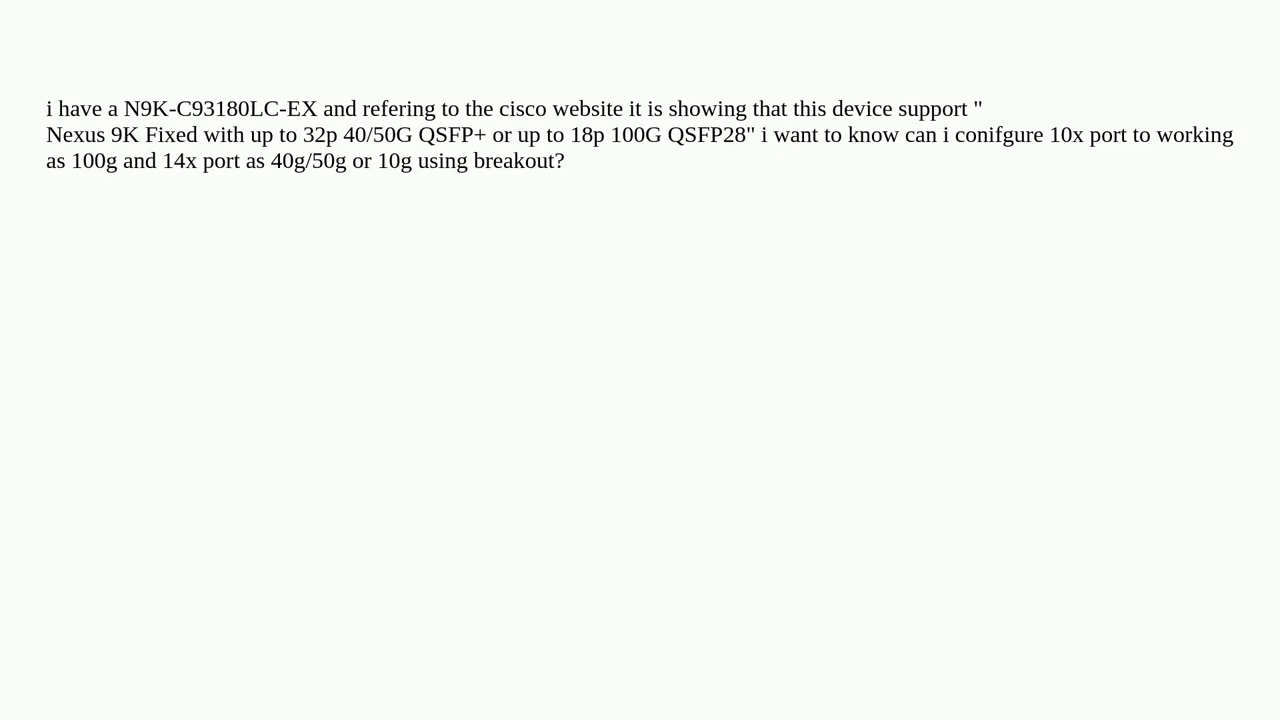 i have a N9K-C93180LC-EX and refering to the cisco website it is showing that this device support "
Nexus 9K Fixed with up to 32p 40/50G QSFP+ or up to 18p 100G QSFP28" i want to know can i conifgure 10x port to working
as 100g and 14x port as 40g/50g or 10g using breakout?